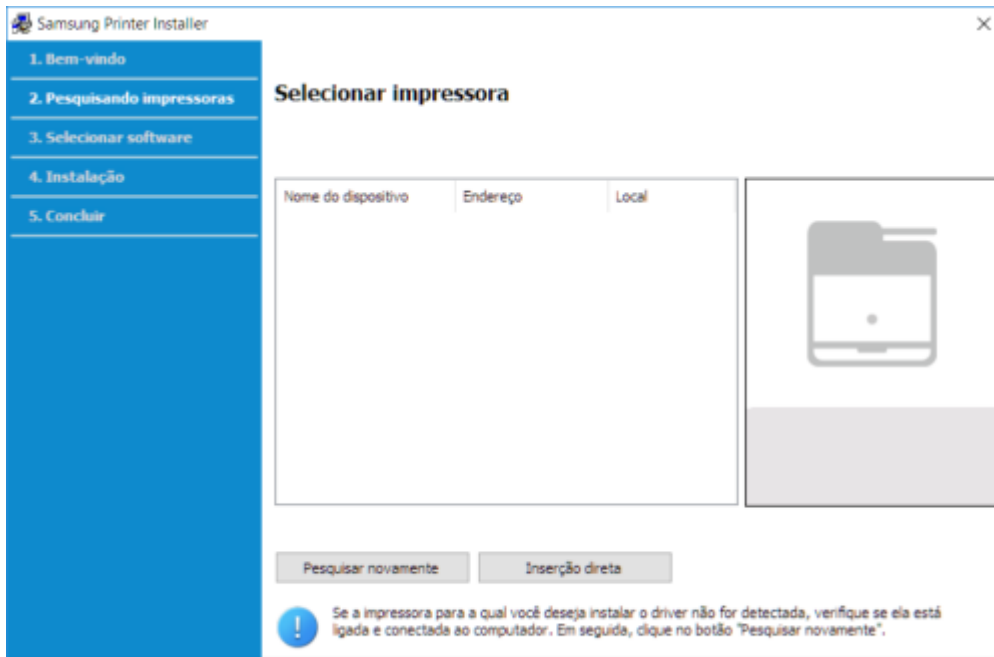 Samsung Printer Installer
1. Bem-vindo
2. Pesquisando impressoras
3. Selecionar software
4. Instalação
5. Concluir
Selecionar impressora
Nome do dispositivo Endereço Local
Pesquisar novamente Inserção direta
Se a impressora para a qual você deseja instalar o driver não for detectada, verifique se ela está
ligada e conectada ao computador. Em seguida, clique no botão "Pesquisar novamente".